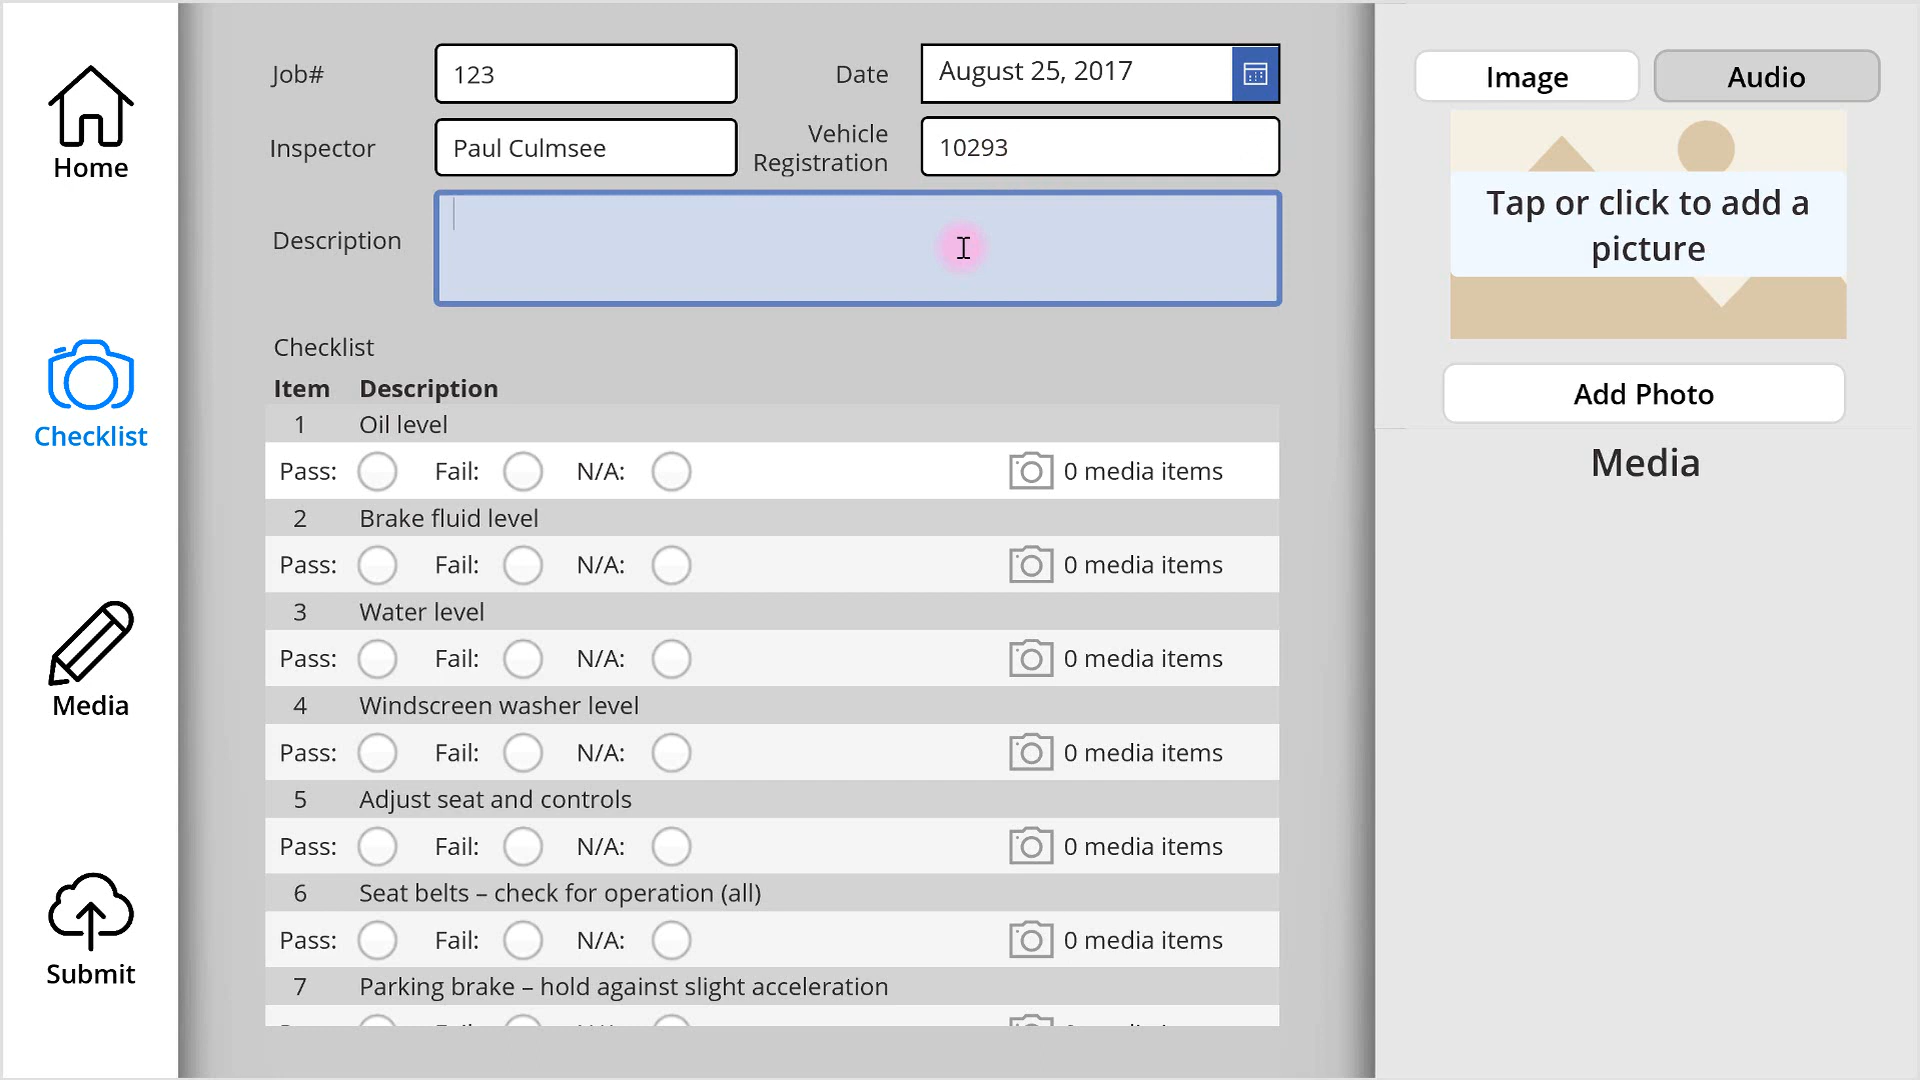 Home
Checklist
Media
Submit
Job# 123 Date August 25, 2017
Inspector Paul Culmsee Vehicle Registration 10293
Description
Checklist
Item Description
1 Oil level
Pass: Fail: N/A: 0 media items
2 Brake fluid level
Pass: Fail: N/A: 0 media items
3 Water level
Pass: Fail: N/A: 0 media items
4 Windscreen washer level
Pass: Fail: N/A: 0 media items
5 Adjust seat and controls
Pass: Fail: N/A: 0 media items
6 Seat belts – check for operation (all)
Pass: Fail: N/A: 0 media items
7 Parking brake – hold against slight acceleration
Image Audio
Tap or click to add a
picture
Add Photo
Media